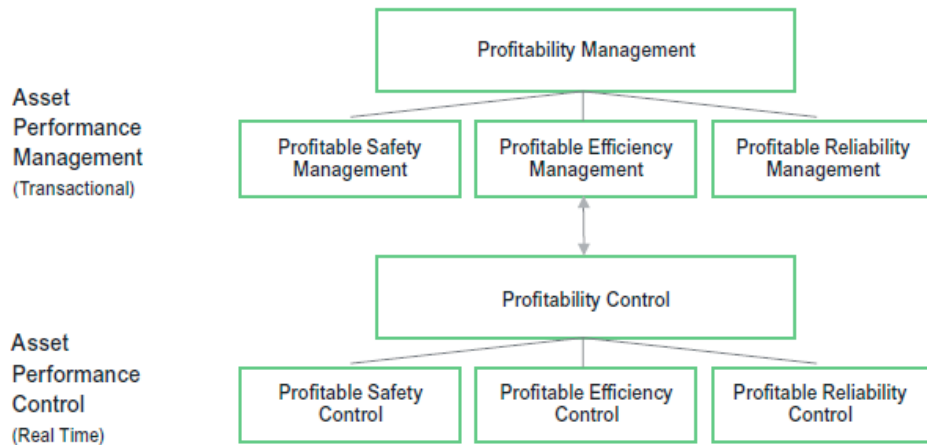 Profitability Management
Asset
Performance
Management
(Transactional)
Profitable Safety
Management
Profitable Efficiency
Management
Profitable Reliability
Management
Profitability Control
Asset
Performance
Control
(Real Time)
Profitable Safety
Control
Profitable Efficiency
Control
Profitable Reliability
Control